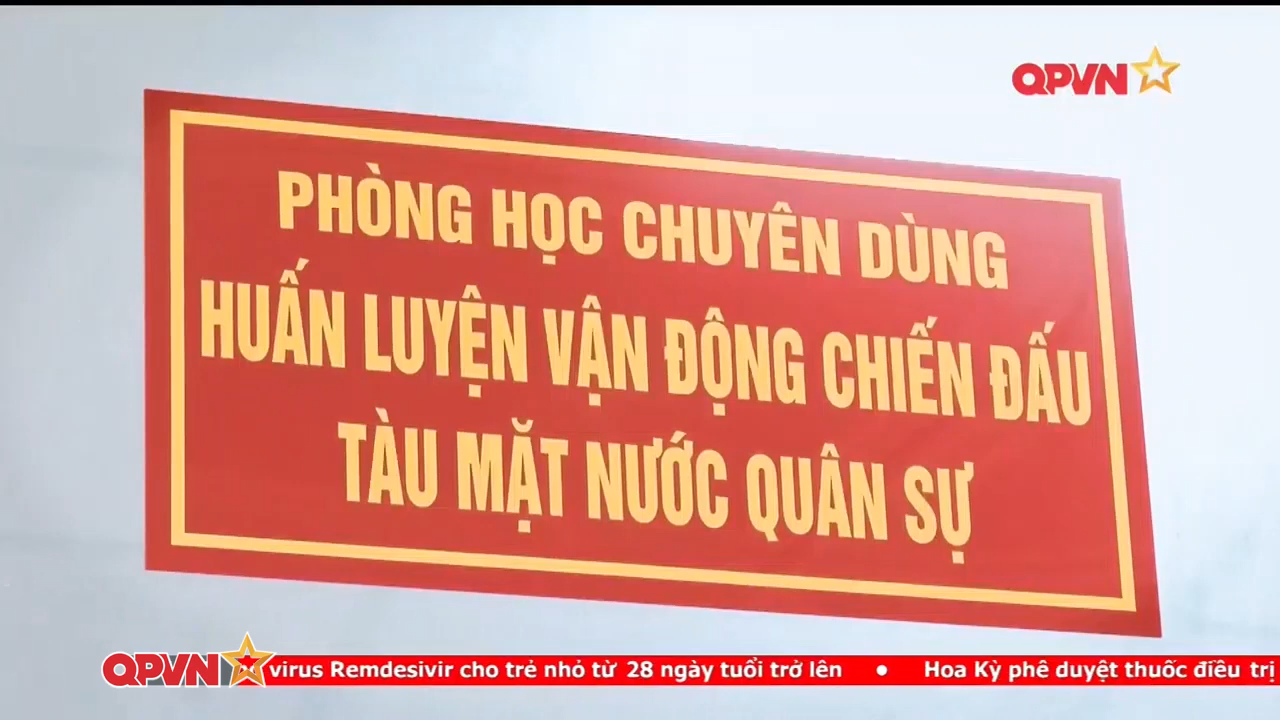 QPVN
PHÒNG HỌC CHUYÊN DÙNG
HUẤN LUYỆN VẬN ĐỘNG CHIẾN ĐẤU
TÀU MẶT NƯỚC QUÂN SỰ
QPVN virus Remdesivir cho trẻ nhỏ từ 28 ngày tuổi trở lên • Hoa Kỳ phê duyệt thuốc điều trị